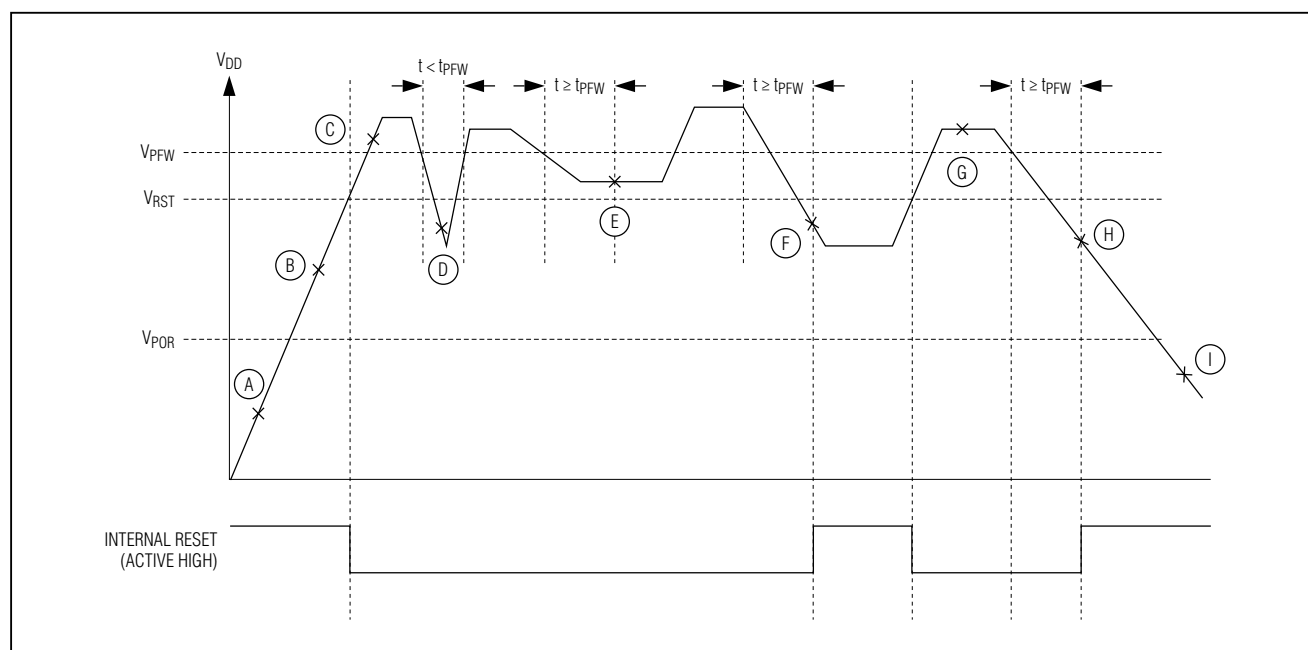 VDD
t < tPFW
t ≥ tPFW
t ≥ tPFW
t ≥ tPFW
C
VPFW
G
VRST
E
D
F
H
B
VPOR
A
I
INTERNAL RESET
(ACTIVE HIGH)